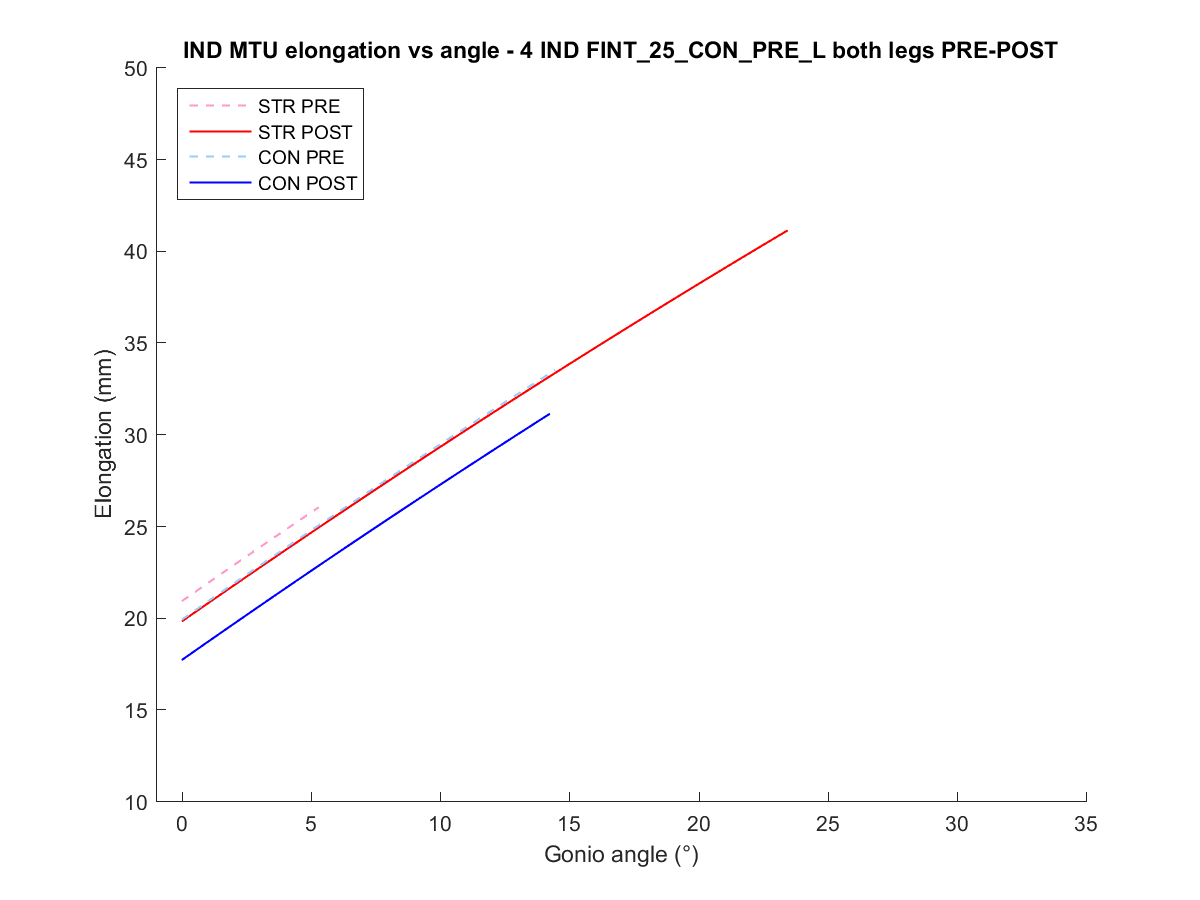 IND MTU elongation vs angle - 4 IND FINT_25_CON_PRE_L both legs PRE-POST
50
45
40
35
30
25
20
15
10
STR PRE
STR POST
CON PRE
CON POST
Elongation (mm)
0 5 10 15 20 25 30 35
Gonio angle (°)